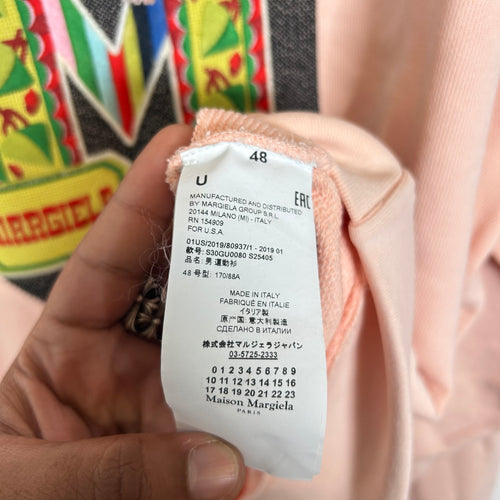 MARGIELA
48
U
EAC
MANUFACTURED AND DISTRIBUTED
BY MARGIELA GROUP S.R.L.
20144 MILANO (MI) - ITALY
RN 154909
FOR U.S.A.
01US/2019/80937/1 - 2019 01
款号: S30GU0080 S25405
品名: 男運動衫
48 号型: 170/88A
MADE IN ITALY
FABRIQUÉ EN ITALIE
イタリア製
原产国: 意大利製造
СДЕЛАНО В ИТАЛИИ
株式会社マルジェラジャパン
03-5725-2333
0 1 2 3 4 5 6 7 8 9
10 11 12 13 14 15 16
17 18 19 20 21 22 23
Maison Margiela
PARIS
MARGIELA